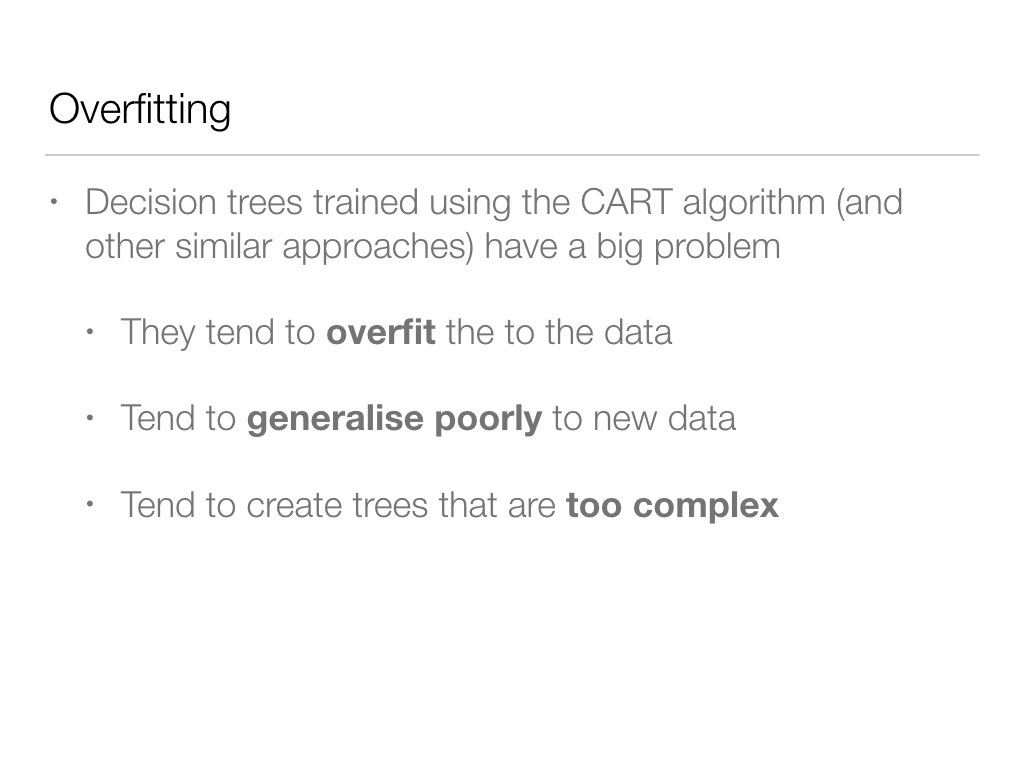 Overfitting
• Decision trees trained using the CART algorithm (and
other similar approaches) have a big problem
• They tend to overfit the to the data
• Tend to generalise poorly to new data
• Tend to create trees that are too complex